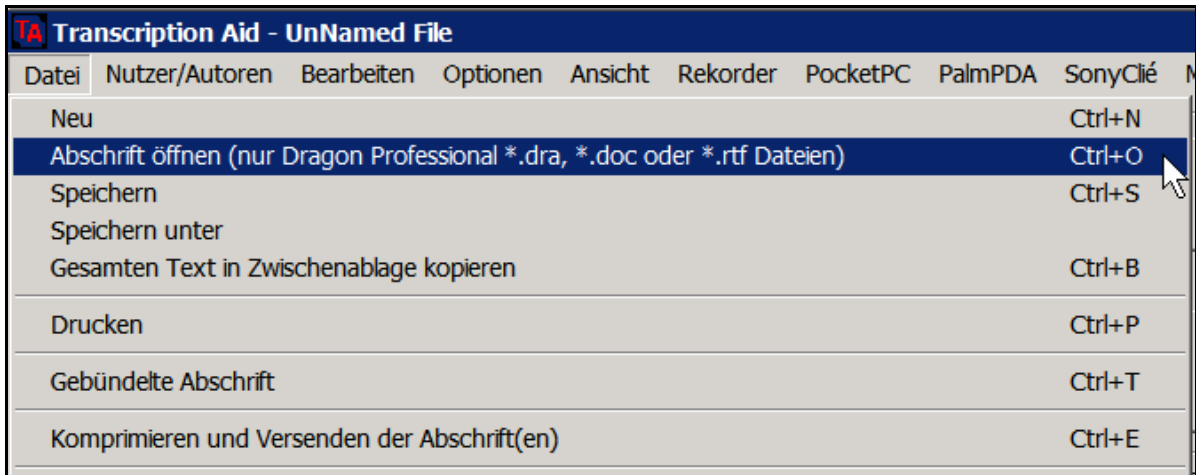 TA Transcription Aid - UnNamed File
Datei Nutzer/Autoren Bearbeiten Optionen Ansicht Rekorder PocketPC PalmPDA SonyClié
Neu Ctrl+N
Abschrift öffnen (nur Dragon Professional *.dra, *.doc oder *.rtf Dateien) Ctrl+O
Speichern Ctrl+S
Speichern unter
Gesamten Text in Zwischenablage kopieren Ctrl+B
Drucken Ctrl+P
Gebündelte Abschrift Ctrl+T
Komprimieren und Versenden der Abschrift(en) Ctrl+E